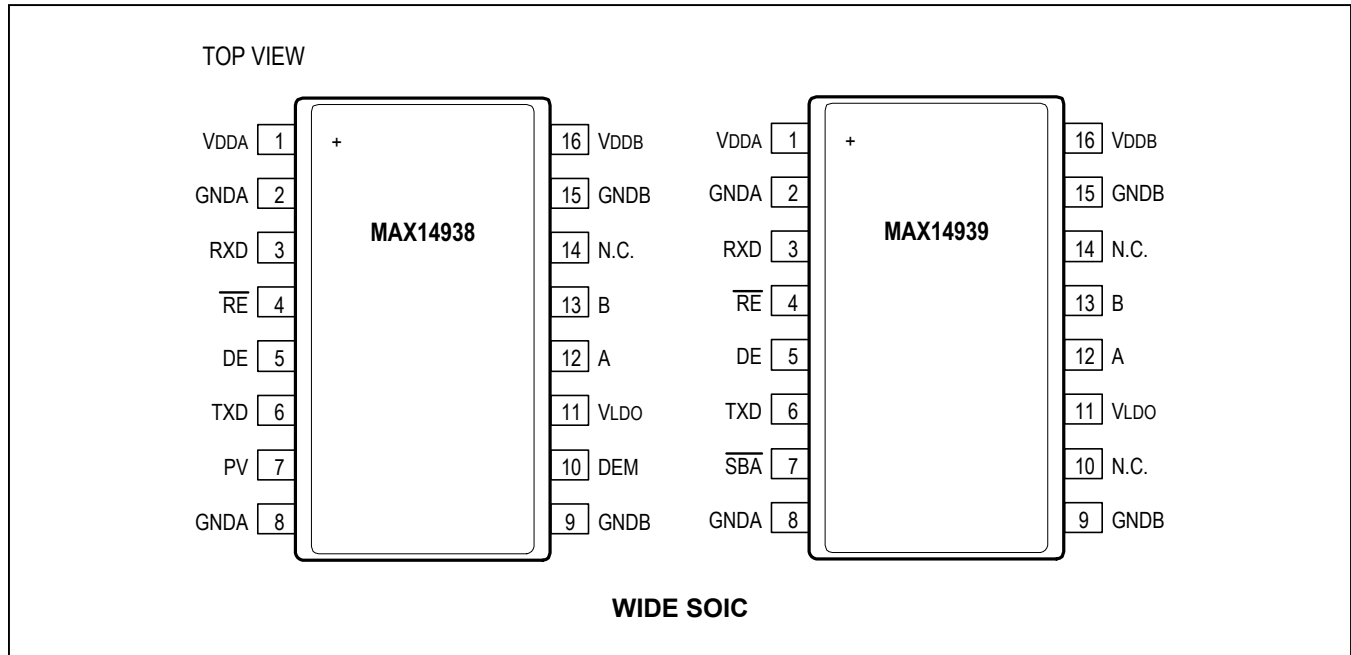 TOP VIEW
VDDA 1 + 16 VDDB VDDA 1 + 16 VDDB
GNDA 2 15 GNDB GNDA 2 15 GNDB
MAX14938 MAX14939
RXD 3 14 N.C. RXD 3 14 N.C.
R̅E̅ 4 13 B R̅E̅ 4 13 B
DE 5 12 A DE 5 12 A
TXD 6 11 VLDO TXD 6 11 VLDO
PV 7 10 DEM S̅B̅A̅ 7 10 N.C.
GNDA 8 9 GNDB GNDA 8 9 GNDB
WIDE SOIC